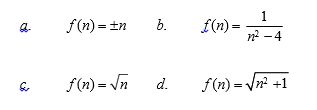 a. f(n) = ±n b. f(n) = 1/(n² − 4)
c. f(n) = √n d. f(n) = √(n² + 1)